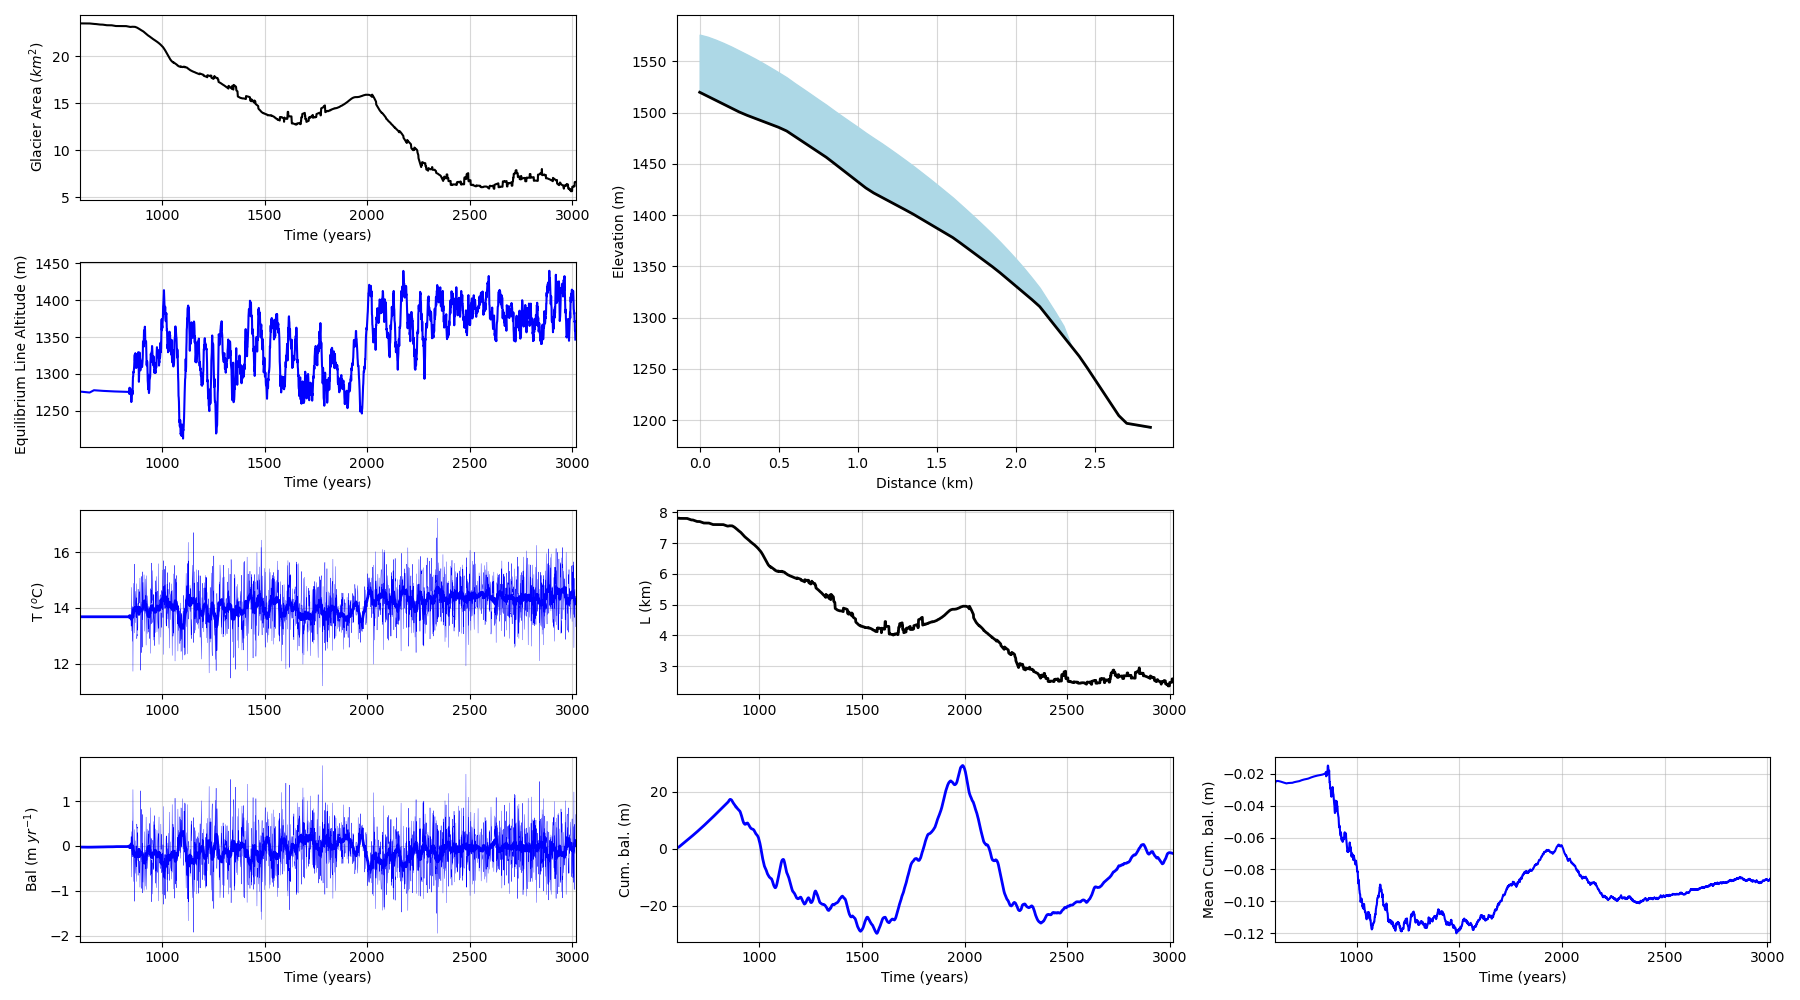 Glacier Area (km²)
20
15
10
5
1000 1500 2000 2500 3000
Time (years)
Equilibrium Line Altitude (m)
1450
1400
1350
1300
1250
1000 1500 2000 2500 3000
Time (years)
Elevation (m)
1550
1500
1450
1400
1350
1300
1250
1200
0.0 0.5 1.0 1.5 2.0 2.5
Distance (km)
T (°C)
16
14
12
1000 1500 2000 2500 3000
L (km)
8
7
6
5
4
3
1000 1500 2000 2500 3000
Bal (m yr⁻¹)
1
0
−1
−2
1000 1500 2000 2500 3000
Time (years)
Cum. bal. (m)
20
0
−20
1000 1500 2000 2500 3000
Time (years)
Mean Cum. bal. (m)
−0.02
−0.04
−0.06
−0.08
−0.10
−0.12
1000 1500 2000 2500 3000
Time (years)